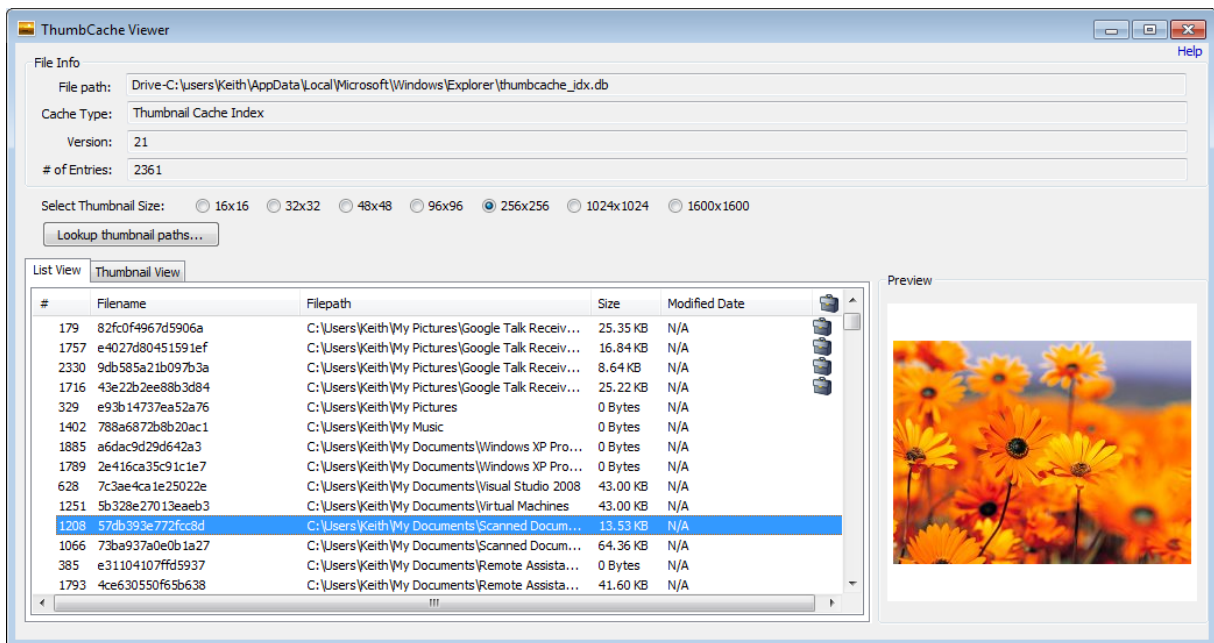 ThumbCache Viewer
Help
File Info
File path: Drive-C:\users\Keith\AppData\Local\Microsoft\Windows\Explorer\thumbcache_idx.db
Cache Type: Thumbnail Cache Index
Version: 21
# of Entries: 2361
Select Thumbnail Size: 16x16 32x32 48x48 96x96 256x256 1024x1024 1600x1600
Lookup thumbnail paths...
List View Thumbnail View
Preview
# Filename Filepath Size Modified Date
179 82fc0f4967d5906a C:\Users\Keith\My Pictures\Google Talk Receiv... 25.35 KB N/A
1757 e4027d80451591ef C:\Users\Keith\My Pictures\Google Talk Receiv... 16.84 KB N/A
2330 9db585a21b097b3a C:\Users\Keith\My Pictures\Google Talk Receiv... 8.64 KB N/A
1716 43e22b2ee88b3d84 C:\Users\Keith\My Pictures\Google Talk Receiv... 25.22 KB N/A
329 e93b14737ea52a76 C:\Users\Keith\My Pictures 0 Bytes N/A
1402 788a6872b8b20ac1 C:\Users\Keith\My Music 0 Bytes N/A
1885 a6dac9d29d642a3 C:\Users\Keith\My Documents\Windows XP Pro... 0 Bytes N/A
1789 2e416ca35c91c1e7 C:\Users\Keith\My Documents\Windows XP Pro... 0 Bytes N/A
628 7c3ae4ca1e25022e C:\Users\Keith\My Documents\Visual Studio 2008 43.00 KB N/A
1251 5b328e27013eaeb3 C:\Users\Keith\My Documents\Virtual Machines 43.00 KB N/A
1208 57db393e772fcc8d C:\Users\Keith\My Documents\Scanned Docum... 13.53 KB N/A
1066 73ba937a0e0b1a27 C:\Users\Keith\My Documents\Scanned Docum... 64.36 KB N/A
385 e31104107ffd5937 C:\Users\Keith\My Documents\Remote Assista... 0 Bytes N/A
1793 4ce630550f65b638 C:\Users\Keith\My Documents\Remote Assista... 41.60 KB N/A